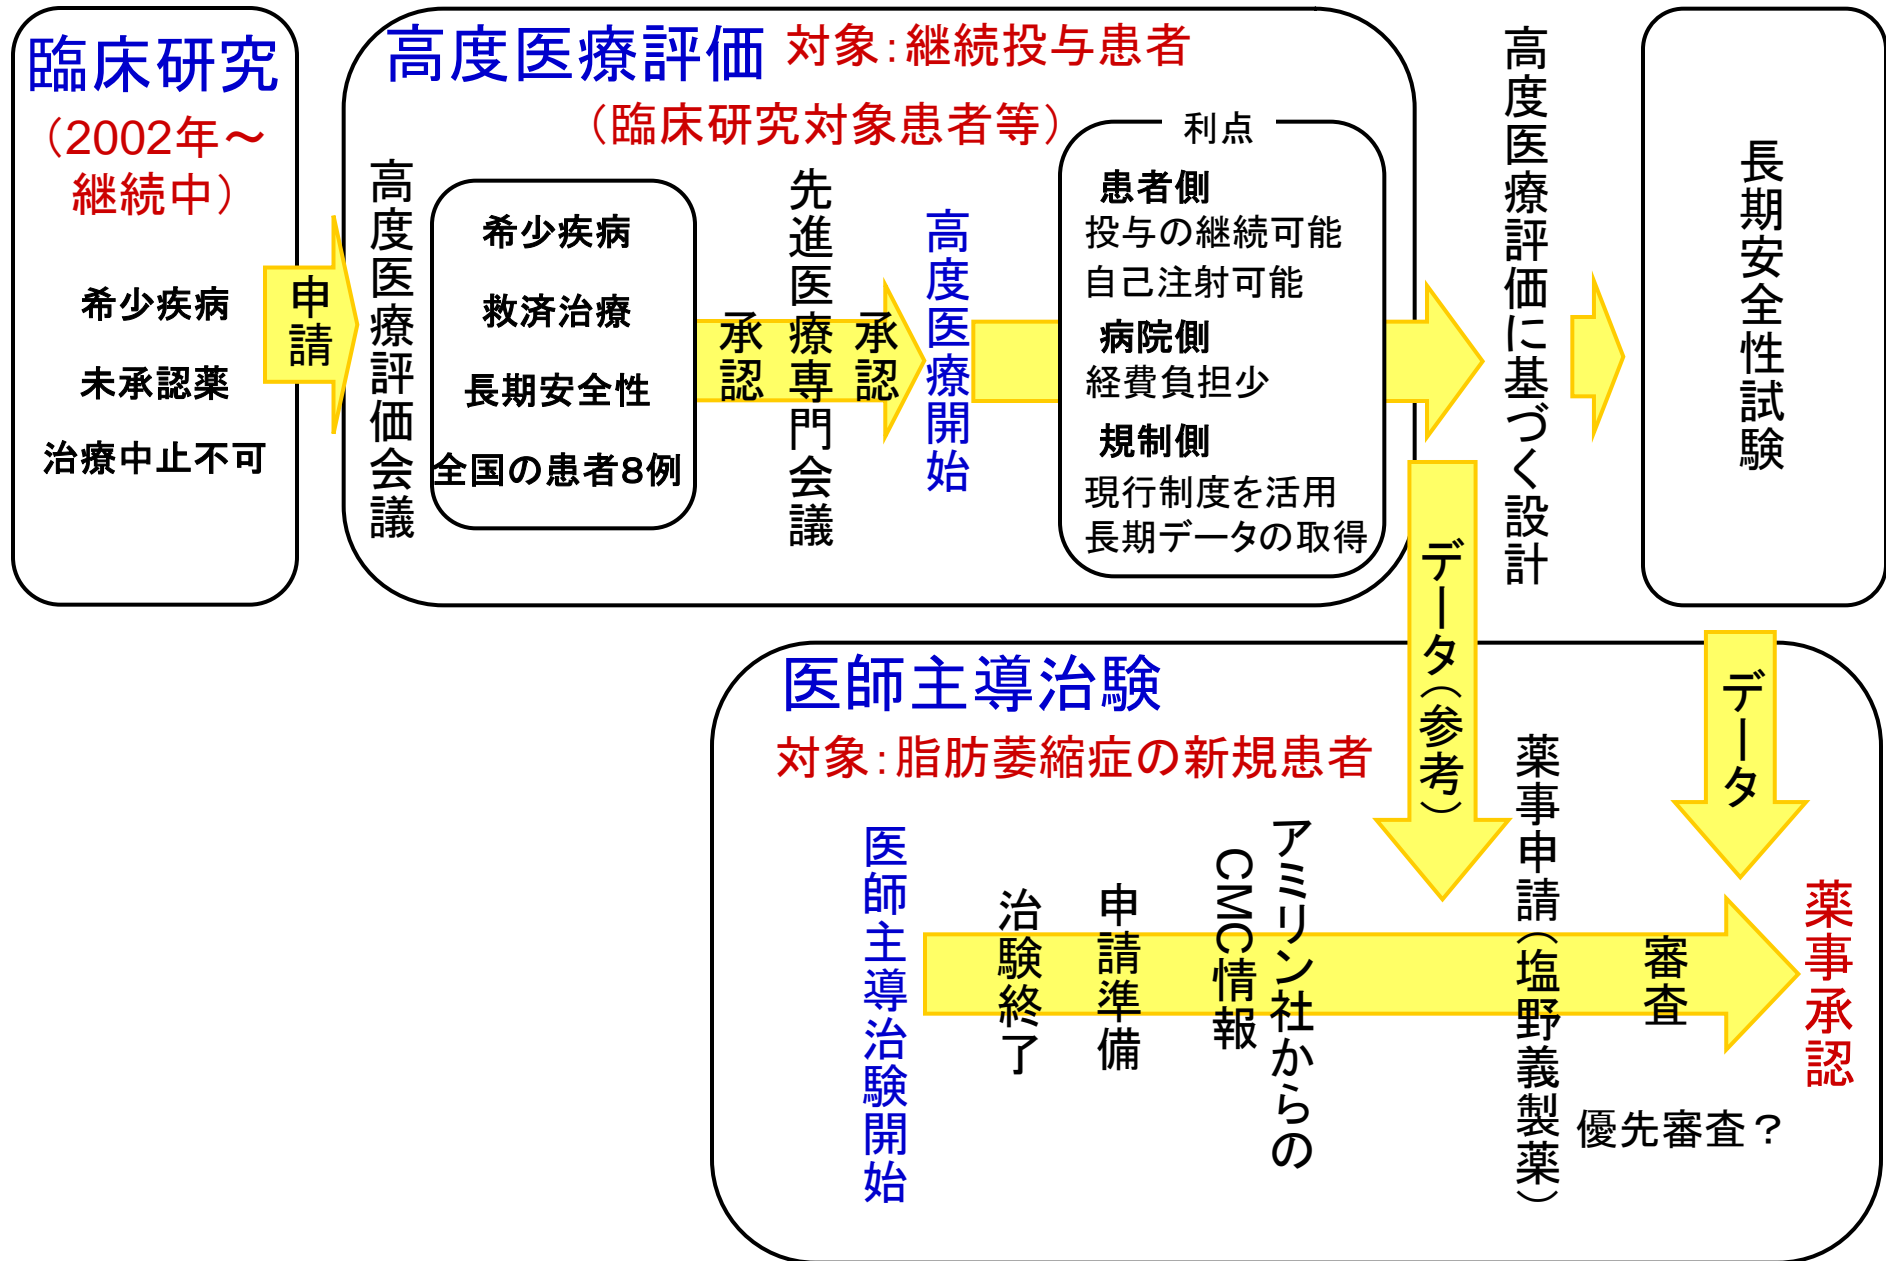 臨床研究
（2002年～
継続中）
希少疾病
未承認薬
治療中止不可
申請
高度医療評価
対象：継続投与患者
（臨床研究対象患者等）
高度医療評価会議
希少疾病
救済治療
長期安全性
全国の患者８例
承認
先進医療専門会議
承認
高度医療開始
利点
患者側
投与の継続可能
自己注射可能
病院側
経費負担少
規制側
現行制度を活用
長期データの取得
高度医療評価に基づく設計
長期安全性試験
データ（参考）
データ
医師主導治験
対象：脂肪萎縮症の新規患者
医師主導治験開始
治験終了
申請準備
アミリン社からの
CMC情報
薬事申請（塩野義製薬）
審査
優先審査？
薬事承認